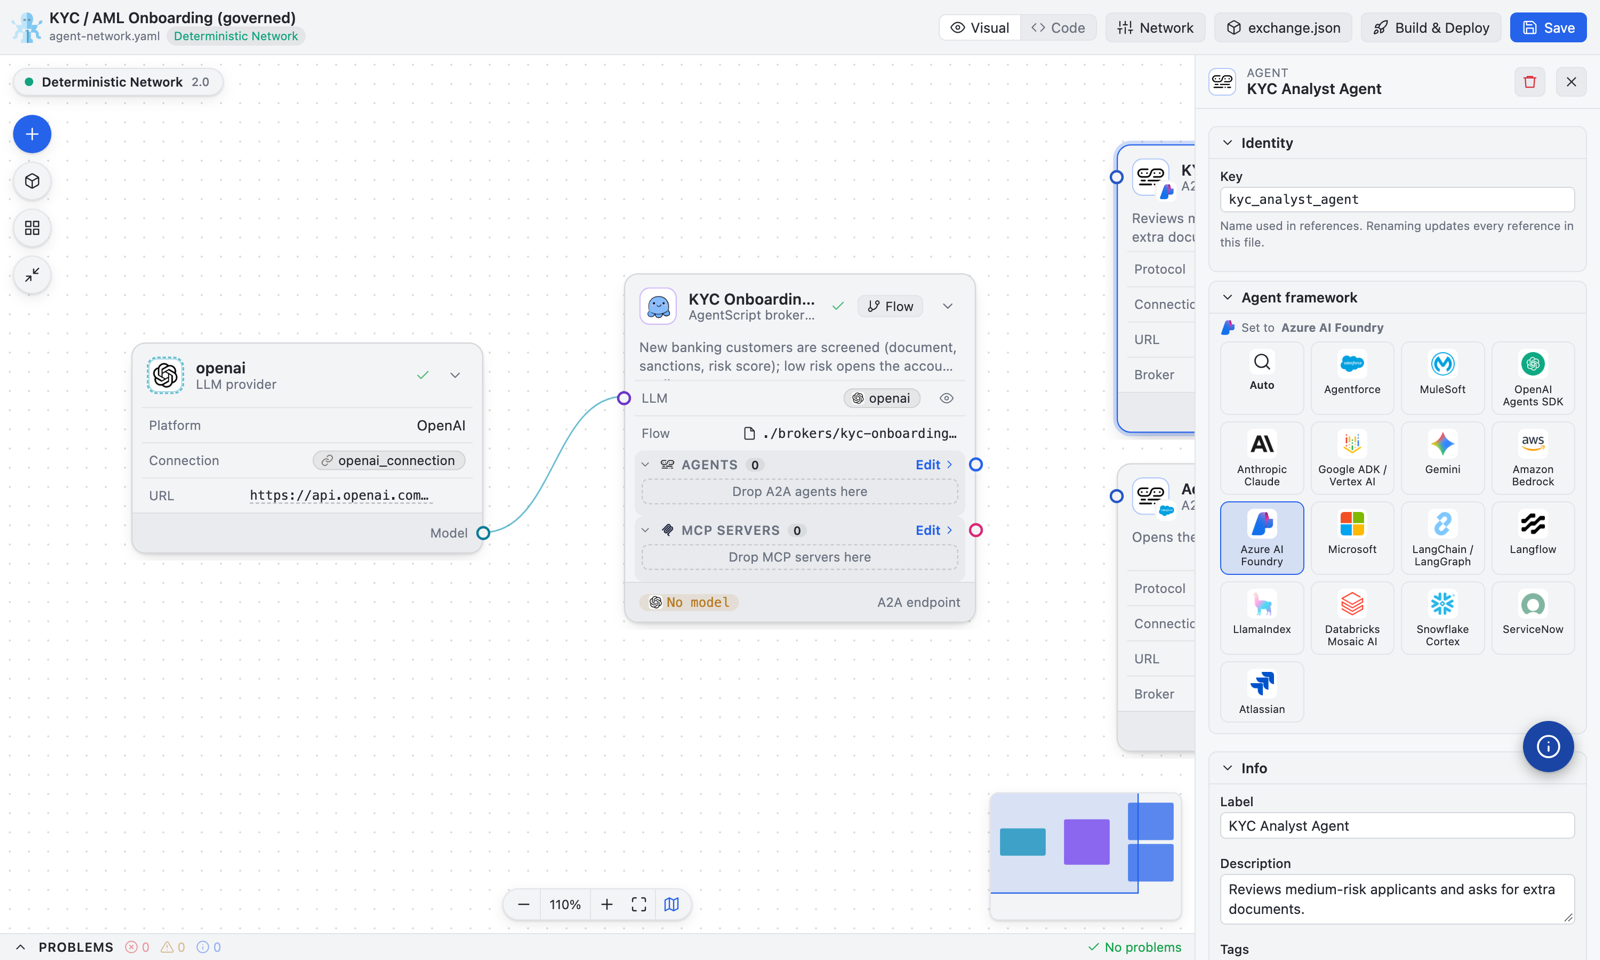 KYC / AML Onboarding (governed)
agent-network.yaml Deterministic Network
Visual
Code
Network
exchange.json
Build & Deploy
Save
Deterministic Network 2.0
openai
LLM provider
Platform OpenAI
Connection openai_connection
URL https://api.openai.com…
Model
KYC Onboardin...
AgentScript broker...
Flow
New banking customers are screened (document,
sanctions, risk score); low risk opens the accou...
LLM openai
Flow ./brokers/kyc-onboarding…
AGENTS 0 Edit
Drop A2A agents here
MCP SERVERS 0 Edit
Drop MCP servers here
No model A2A endpoint
Reviews
extra
Protocol
URL
Broker
Opens the
Protocol
URL
Broker
AGENT
KYC Analyst Agent
Identity
Key
kyc_analyst_agent
Name used in references. Renaming updates every reference in
this file.
Agent framework
Set to Azure AI Foundry
Auto
Agentforce
MuleSoft
OpenAI
Agents SDK
Anthropic
Claude
Google ADK /
Vertex AI
Gemini
aws
Amazon
Bedrock
Azure AI
Foundry
Microsoft
LangChain /
LangGraph
Langflow
LlamaIndex
Databricks
Mosaic AI
Snowflake
Cortex
ServiceNow
Atlassian
Info
Label
KYC Analyst Agent
Description
Reviews medium-risk applicants and asks for extra
documents.
Tags
110%
PROBLEMS 0 0 0
No problems